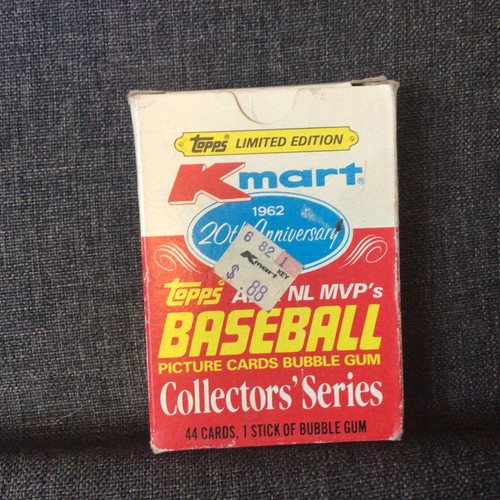 Topps® LIMITED EDITION
Kmart®
1962
20th Anniversary
6 82 1
Kmart KEY
$ .88
Topps A. NL MVP's
BASEBALL
PICTURE CARDS BUBBLE GUM
Collectors' Series
44 CARDS, 1 STICK OF BUBBLE GUM